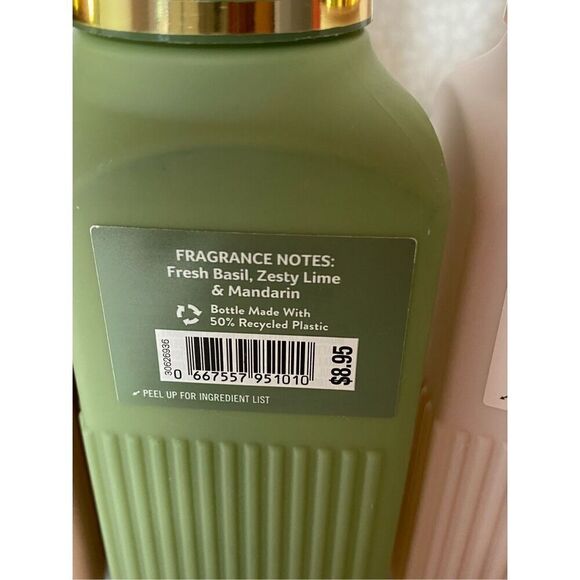 FRAGRANCE NOTES:
Fresh Basil, Zesty Lime
& Mandarin
Bottle Made With
50% Recycled Plastic
30626936
0 667557 951010
$8.95
PEEL UP FOR INGREDIENT LIST